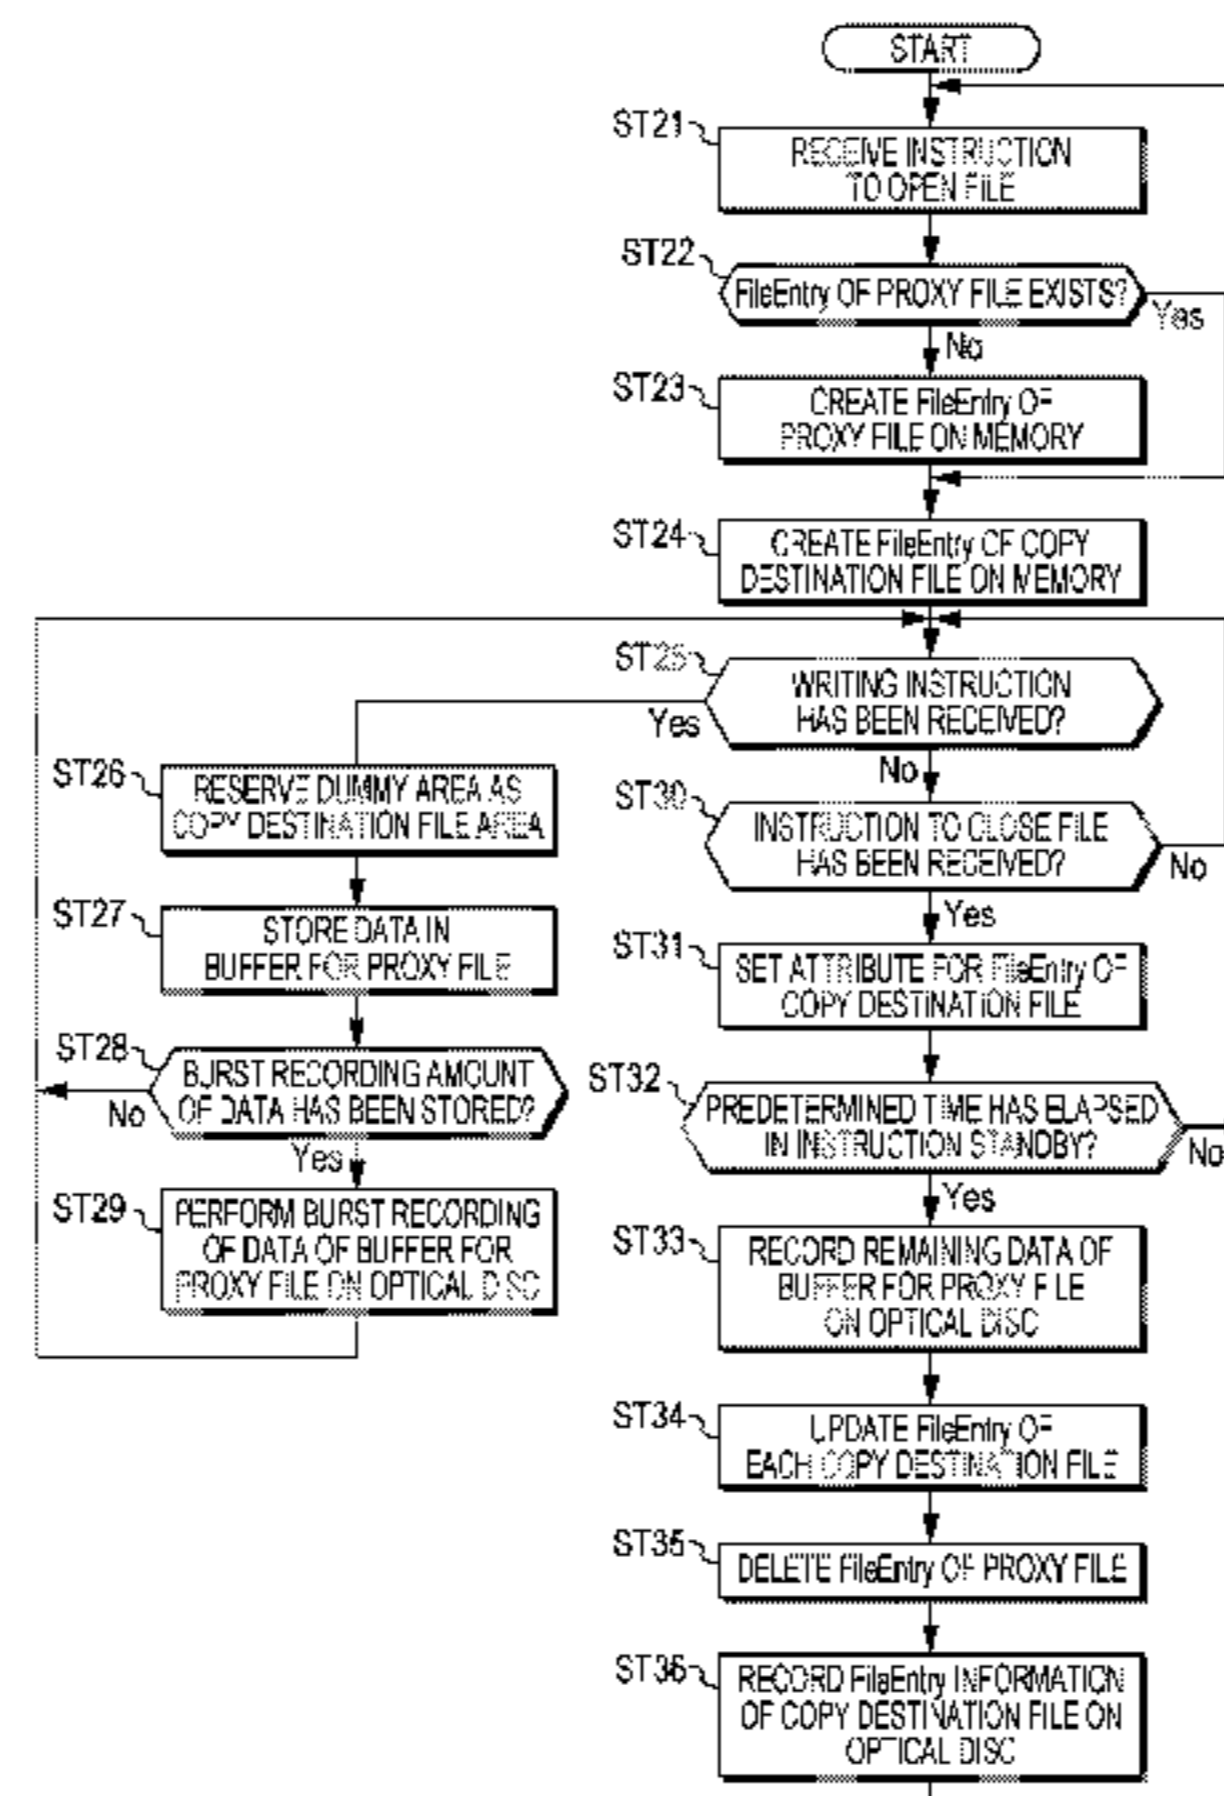 START
ST21
RECEIVE INSTRUCTION
TO OPEN FILE
ST22
FileEntry OF PROXY FILE EXISTS?
Yes
No
ST23
CREATE FileEntry OF
PROXY FILE ON MEMORY
ST24
CREATE FileEntry OF COPY
DESTINATION FILE ON MEMORY
ST25
WRITING INSTRUCTION
HAS BEEN RECEIVED?
Yes
No
ST26
RESERVE DUMMY AREA AS
COPY DESTINATION FILE AREA
ST27
STORE DATA IN
BUFFER FOR PROXY FILE
ST28
BURST RECORDING AMOUNT
OF DATA HAS BEEN STORED?
No
Yes
ST29
PERFORM BURST RECORDING
OF DATA OF BUFFER FOR
PROXY FILE ON OPTICAL DISC
ST30
INSTRUCTION TO CLOSE FILE
HAS BEEN RECEIVED?
No
Yes
ST31
SET ATTRIBUTE FOR FileEntry OF
COPY DESTINATION FILE
ST32
PREDETERMINED TIME HAS ELAPSED
IN INSTRUCTION STANDBY?
No
Yes
ST33
RECORD REMAINING DATA OF
BUFFER FOR PROXY FILE
ON OPTICAL DISC
ST34
UPDATE FileEntry OF
EACH COPY DESTINATION FILE
ST35
DELETE FileEntry OF PROXY FILE
ST36
RECORD FileEntry INFORMATION
OF COPY DESTINATION FILE ON
OPTICAL DISC